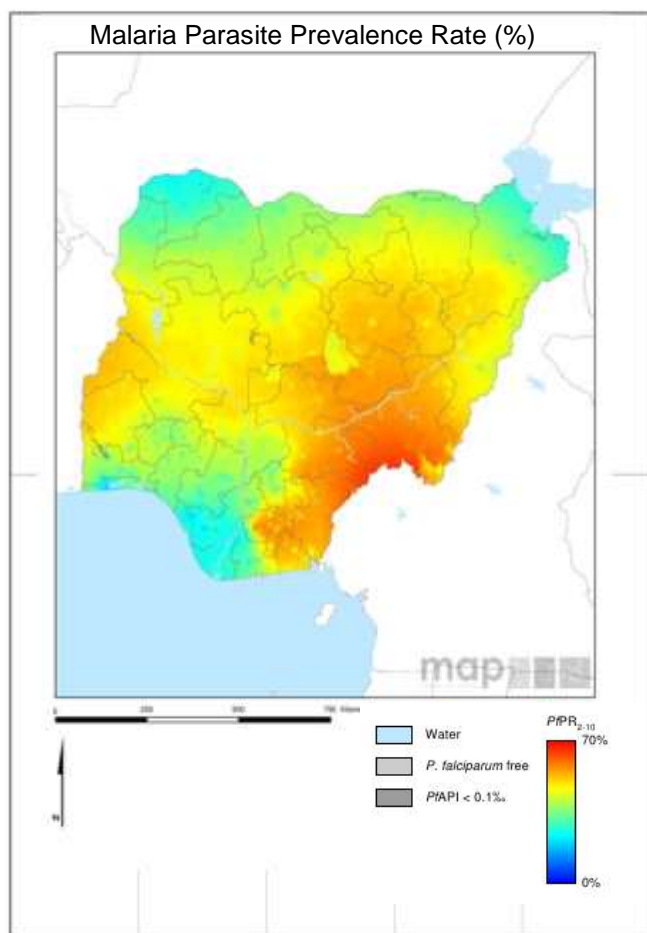 Malaria Parasite Prevalence Rate (%)
map
Water
P. falciparum free
PfAPI < 0.1‰
PfPR2-10
70%
0%